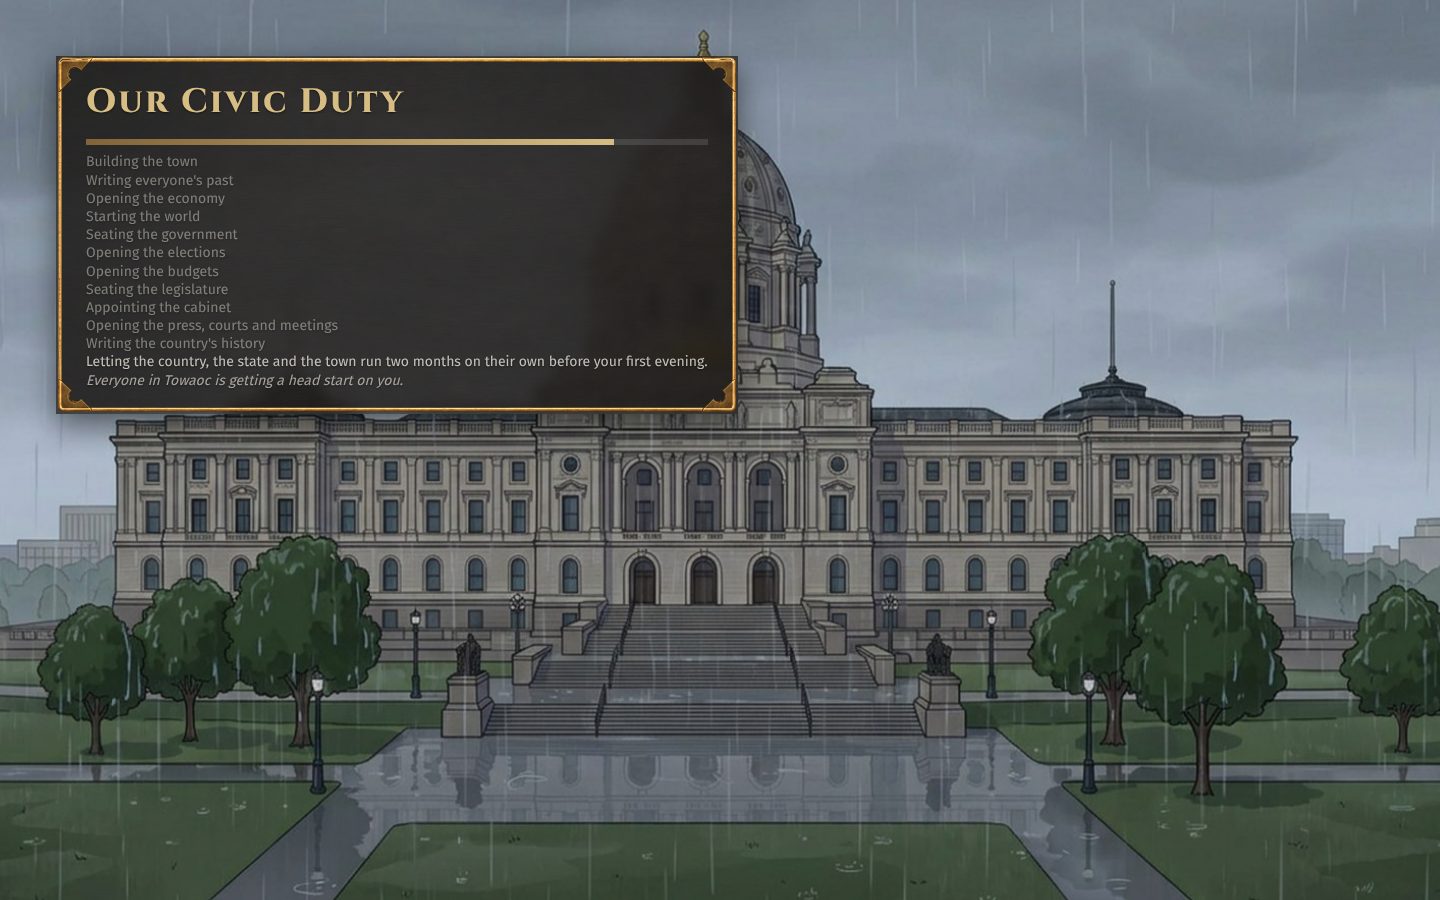 Our Civic Duty
Building the town
Writing everyone's past
Opening the economy
Starting the world
Seating the government
Opening the elections
Opening the budgets
Seating the legislature
Appointing the cabinet
Opening the press, courts and meetings
Writing the country's history
Letting the country, the state and the town run two months on their own before your first evening.
Everyone in Towaoc is getting a head start on you.